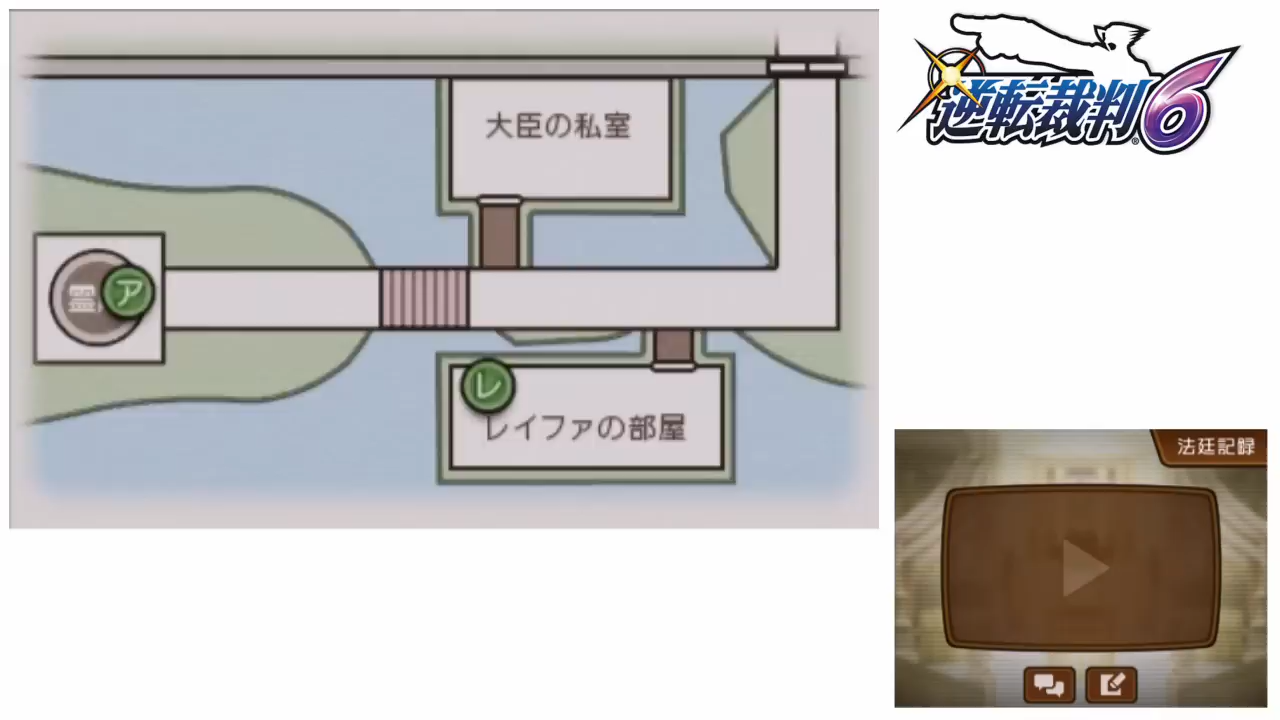 大臣の私室
逆転裁判6
霊
ア
レ
レイファの部屋
法廷記録